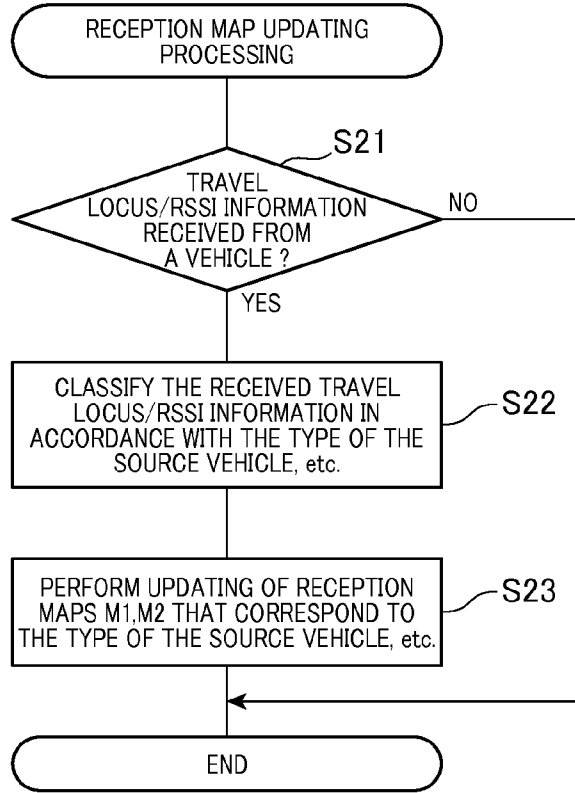 RECEPTION MAP UPDATING
PROCESSING
S21
TRAVEL
LOCUS/RSSI INFORMATION
RECEIVED FROM
A VEHICLE ?
NO
YES
CLASSIFY THE RECEIVED TRAVEL
LOCUS/RSSI INFORMATION IN
ACCORDANCE WITH THE TYPE OF THE
SOURCE VEHICLE, etc.
S22
PERFORM UPDATING OF RECEPTION
MAPS M1,M2 THAT CORRESPOND TO
THE TYPE OF THE SOURCE VEHICLE, etc.
S23
END